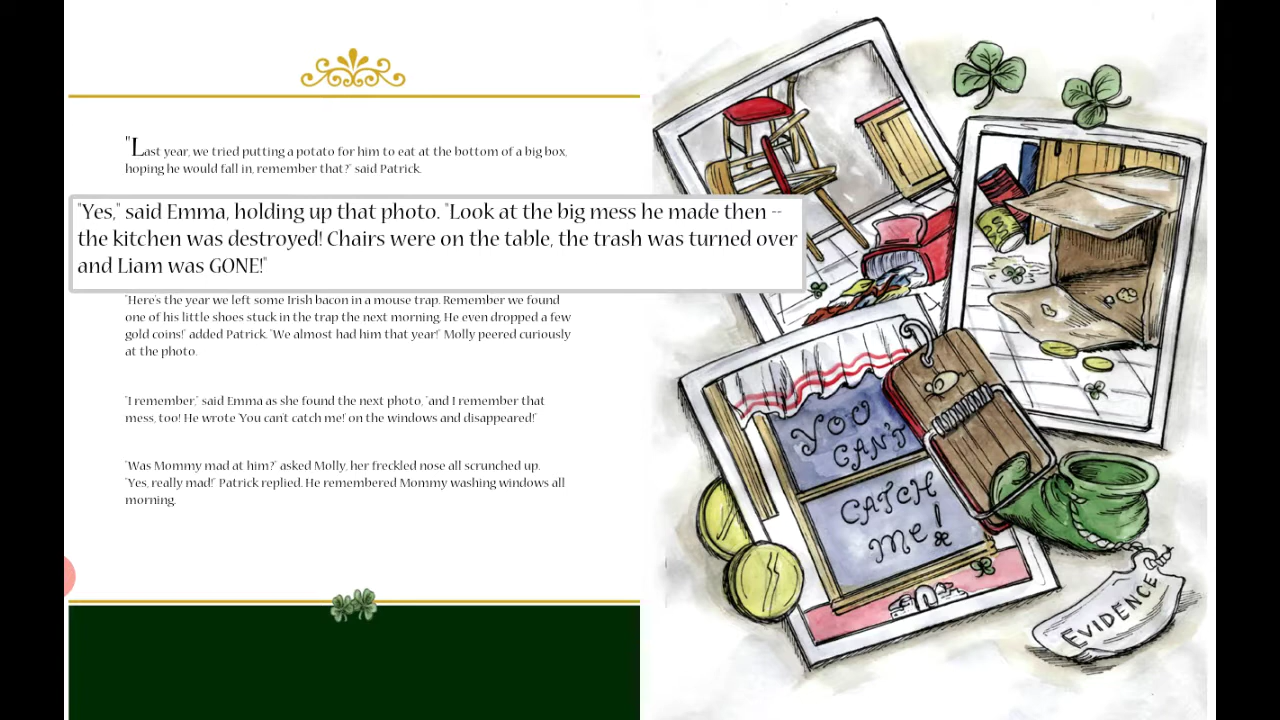 "Last year, we tried putting a potato for him to eat at the bottom of a big box,
hoping he would fall in, remember that?" said Patrick.
"Yes," said Emma, holding up that photo. "Look at the big mess he made then --
the kitchen was destroyed! Chairs were on the table, the trash was turned over
and Liam was GONE!"
"Here's the year we left some Irish bacon in a mouse trap. Remember we found
one of his little shoes stuck in the trap the next morning. He even dropped a few
gold coins!" added Patrick. "We almost had him that year!" Molly peered curiously
at the photo.
"I remember," said Emma as she found the next photo, "and I remember that
mess, too! He wrote 'You can't catch me!' on the windows and disappeared!"
"Was Mommy mad at him?" asked Molly, her freckled nose all scrunched up.
"Yes, really mad!" Patrick replied. He remembered Mommy washing windows all
morning.
YOU
CAN'T
CATCH
Me!
EVIDENCE